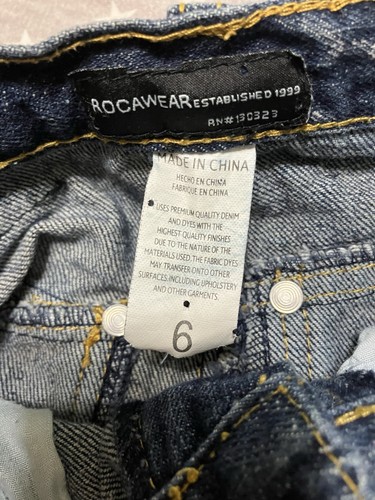 ROCAWEAR ESTABLISHED 1999
RN# 130323
MADE IN CHINA
HECHO EN CHINA
FABRIQUE EN CHINA
USES PREMIUM QUALITY DENIM
AND DYES WITH THE
HIGHEST QUALITY FINISHES
DUE TO THE NATURE OF THE
MATERIALS USED, THE FABRIC DYES
MAY TRANSFER ONTO OTHER
SURFACES, INCLUDING UPHOLSTERY
AND OTHER GARMENTS.
6